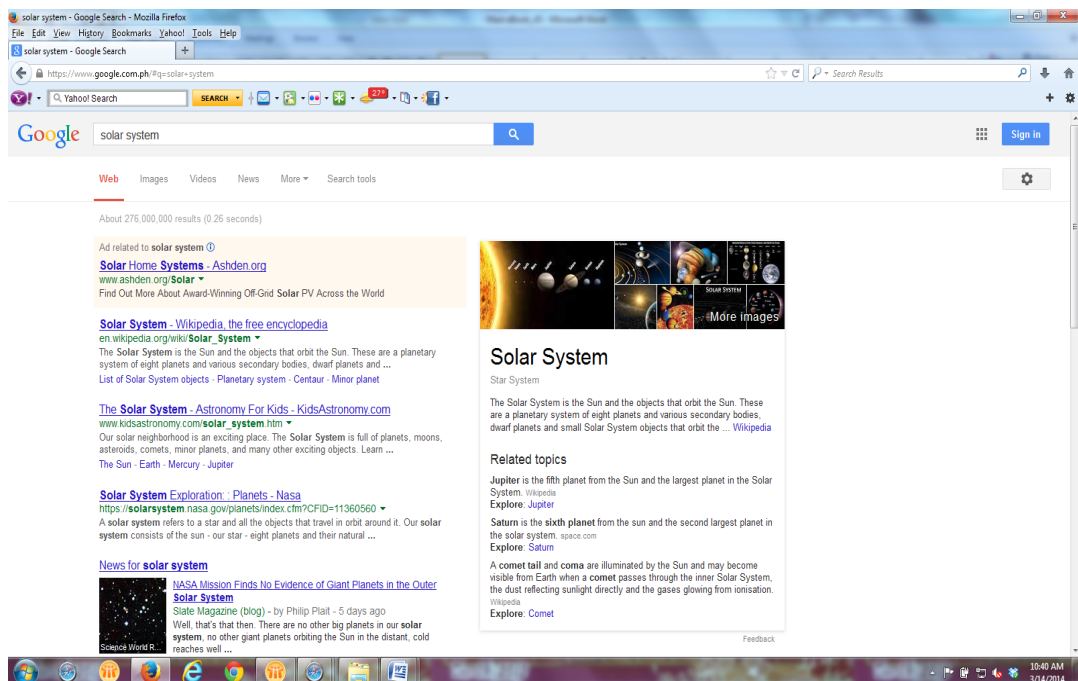 solar system - Google Search - Mozilla Firefox
File Edit View History Bookmarks Yahoo! Tools Help
solar system - Google Search
https://www.google.com.ph/#q=solar+system
Search Results
Yahoo! Search
SEARCH
27°
Google
solar system
Sign in
Web Images Videos News More Search tools
About 276,000,000 results (0.26 seconds)
Ad related to solar system
Solar Home Systems - Ashden.org
www.ashden.org/Solar
Find Out More About Award-Winning Off-Grid Solar PV Across the World
Solar System - Wikipedia, the free encyclopedia
en.wikipedia.org/wiki/Solar_System
The Solar System is the Sun and the objects that orbit the Sun. These are a planetary
system of eight planets and various secondary bodies, dwarf planets and ...
List of Solar System objects - Planetary system - Centaur - Minor planet
The Solar System - Astronomy For Kids - KidsAstronomy.com
www.kidsastronomy.com/solar_system.htm
Our solar neighborhood is an exciting place. The Solar System is full of planets, moons,
asteroids, comets, minor planets, and many other exciting objects. Learn ...
The Sun - Earth - Mercury - Jupiter
Solar System Exploration: : Planets - Nasa
https://solarsystem.nasa.gov/planets/index.cfm?CFID=11360560
A solar system refers to a star and all the objects that travel in orbit around it. Our solar
system consists of the sun - our star - eight planets and their natural ...
News for solar system
NASA Mission Finds No Evidence of Giant Planets in the Outer
Solar System
Slate Magazine (blog) - by Philip Plait - 5 days ago
Well, that's that then. There are no other big planets in our solar
system, no other giant planets orbiting the Sun in the distant, cold
reaches well ...
Science World R...
SOLAR SYSTEM
More images
Solar System
Star System
The Solar System is the Sun and the objects that orbit the Sun. These
are a planetary system of eight planets and various secondary bodies,
dwarf planets and small Solar System objects that orbit the ... Wikipedia
Related topics
Jupiter is the fifth planet from the Sun and the largest planet in the Solar
System. Wikipedia
Explore: Jupiter
Saturn is the sixth planet from the sun and the second largest planet in
the solar system. space.com
Explore: Saturn
A comet tail and coma are illuminated by the Sun and may become
visible from Earth when a comet passes through the inner Solar System,
the dust reflecting sunlight directly and the gases glowing from ionisation.
Wikipedia
Explore: Comet
Feedback
10:40 AM
3/14/2014